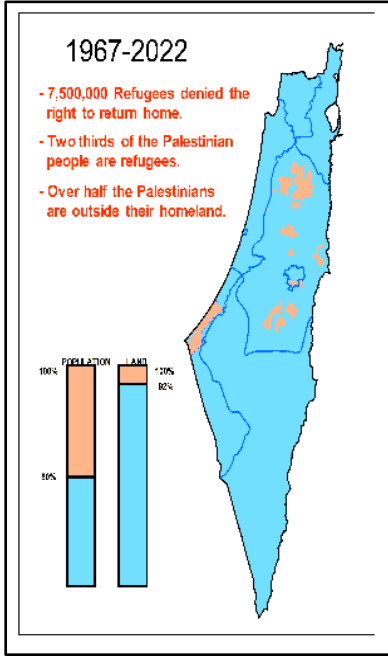 1967-2022
- 7,500,000 Refugees denied the
right to return home.
- Two thirds of the Palestinian
people are refugees.
- Over half the Palestinians
are outside their homeland.
POPULATION LAND
100% 100%
92%
50%